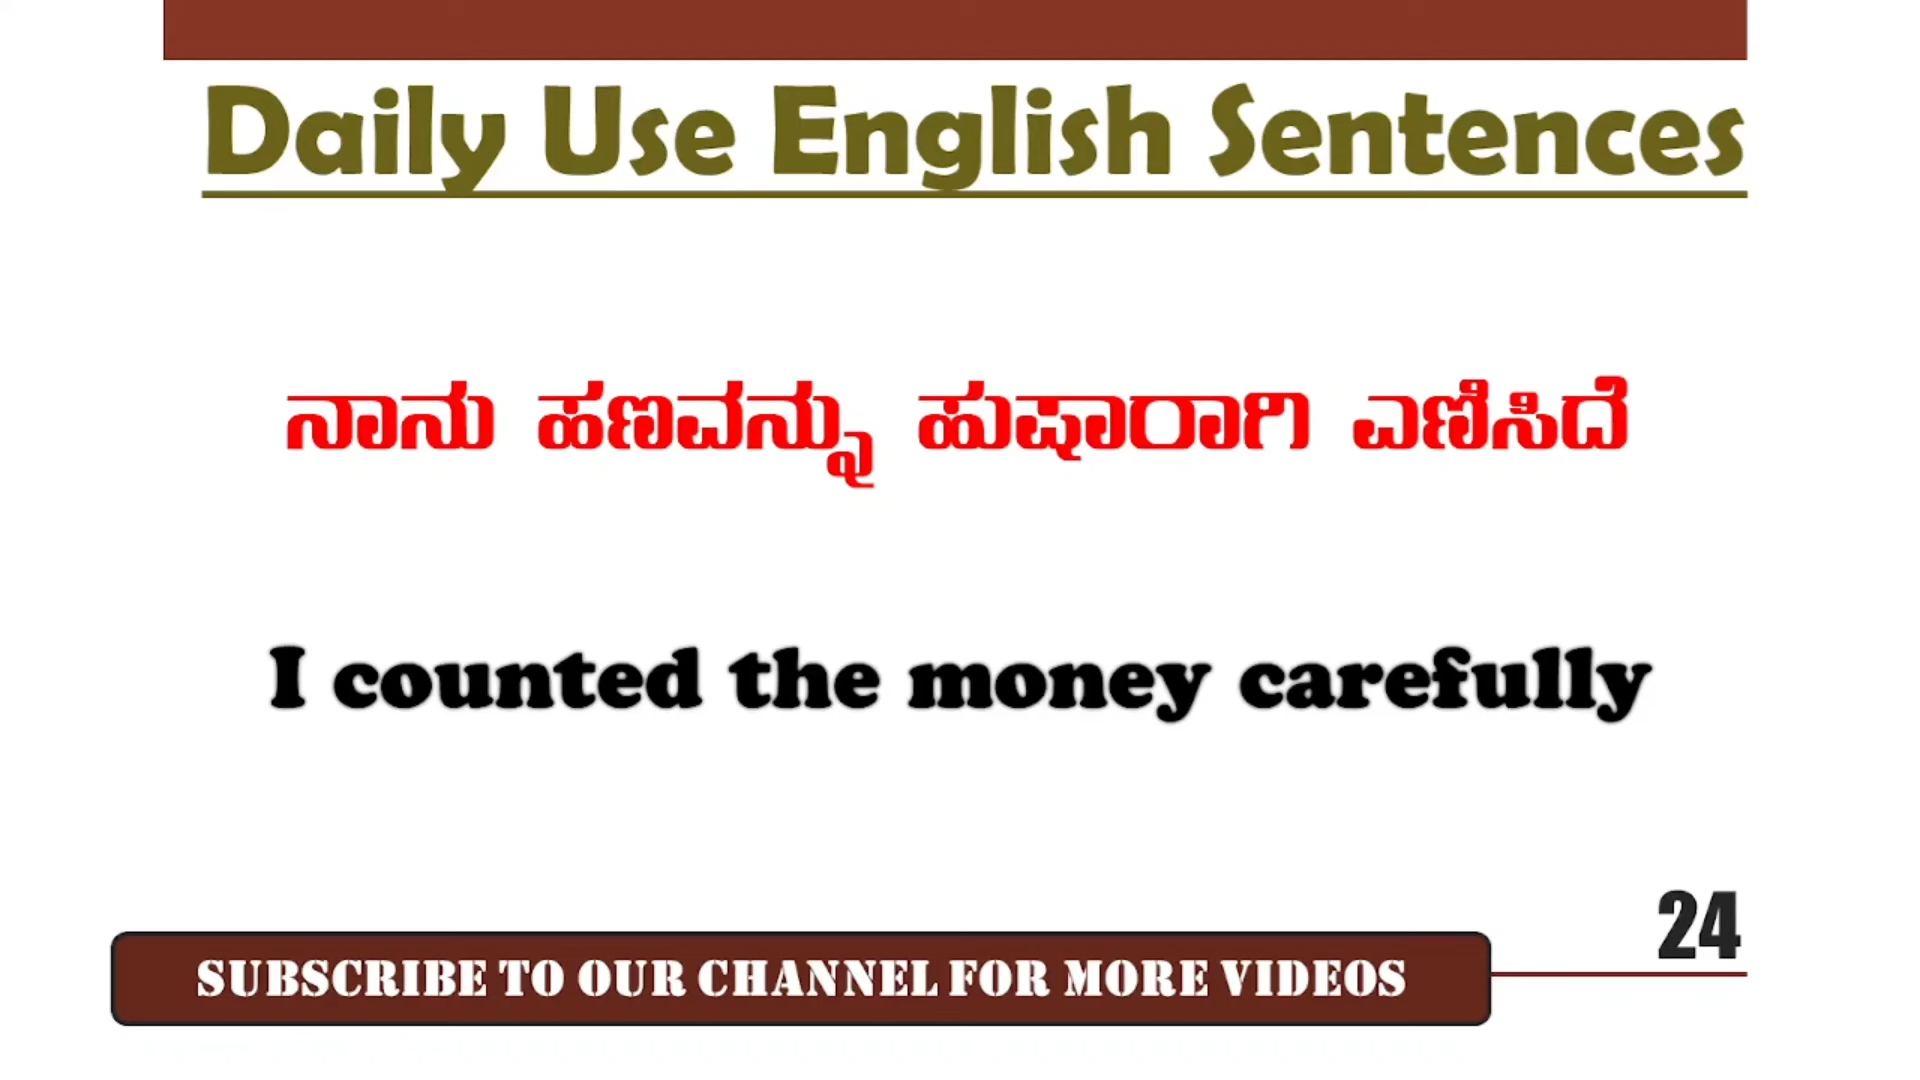 Daily Use English Sentences
ನಾನು ಹಣವನ್ನು ಹುಷಾರಾಗಿ ಎಣಿಸಿದೆ
I counted the money carefully
24
SUBSCRIBE TO OUR CHANNEL FOR MORE VIDEOS